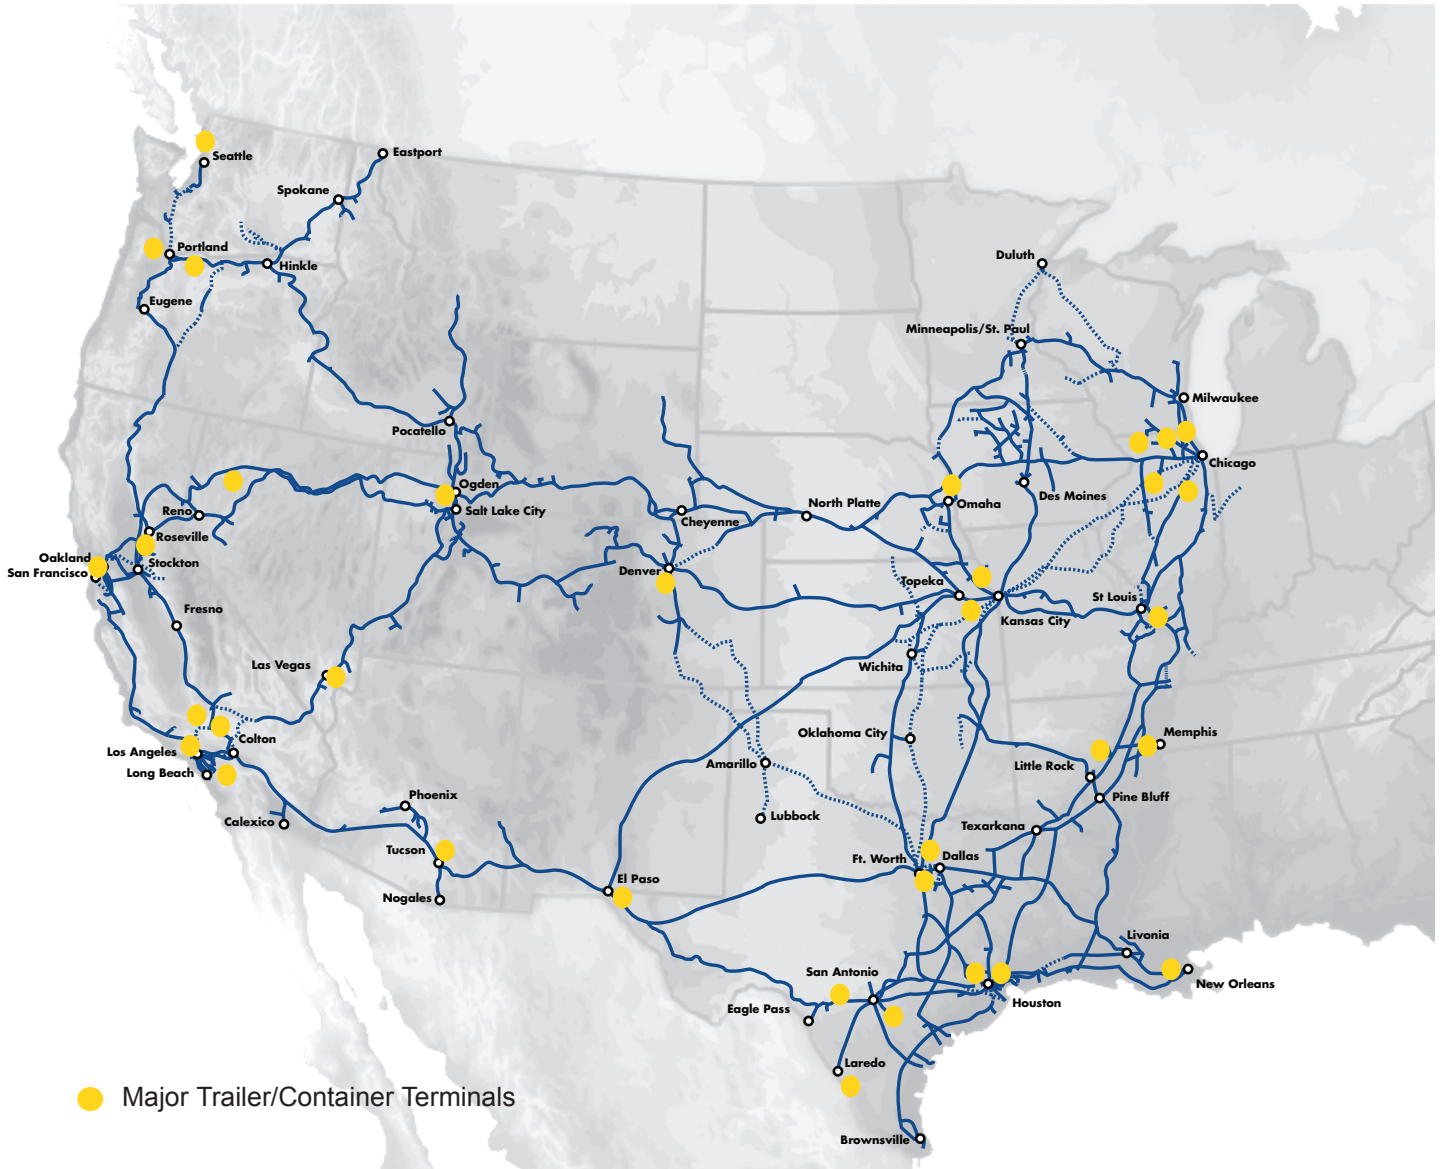 Seattle
Eastport
Spokane
Portland
Hinkle
Duluth
Eugene
Minneapolis/St. Paul
Milwaukee
Pocatello
Chicago
Ogden
Des Moines
North Platte
Omaha
Reno
Salt Lake City
Cheyenne
Roseville
Oakland
Stockton
San Francisco
Denver
Topeka
St Louis
Fresno
Kansas City
Las Vegas
Wichita
Oklahoma City
Memphis
Colton
Los Angeles
Amarillo
Little Rock
Long Beach
Phoenix
Pine Bluff
Calexico
Lubbock
Texarkana
Tucson
Ft. Worth
Dallas
El Paso
Nogales
Livonia
San Antonio
New Orleans
Eagle Pass
Houston
Laredo
Major Trailer/Container Terminals
Brownsville